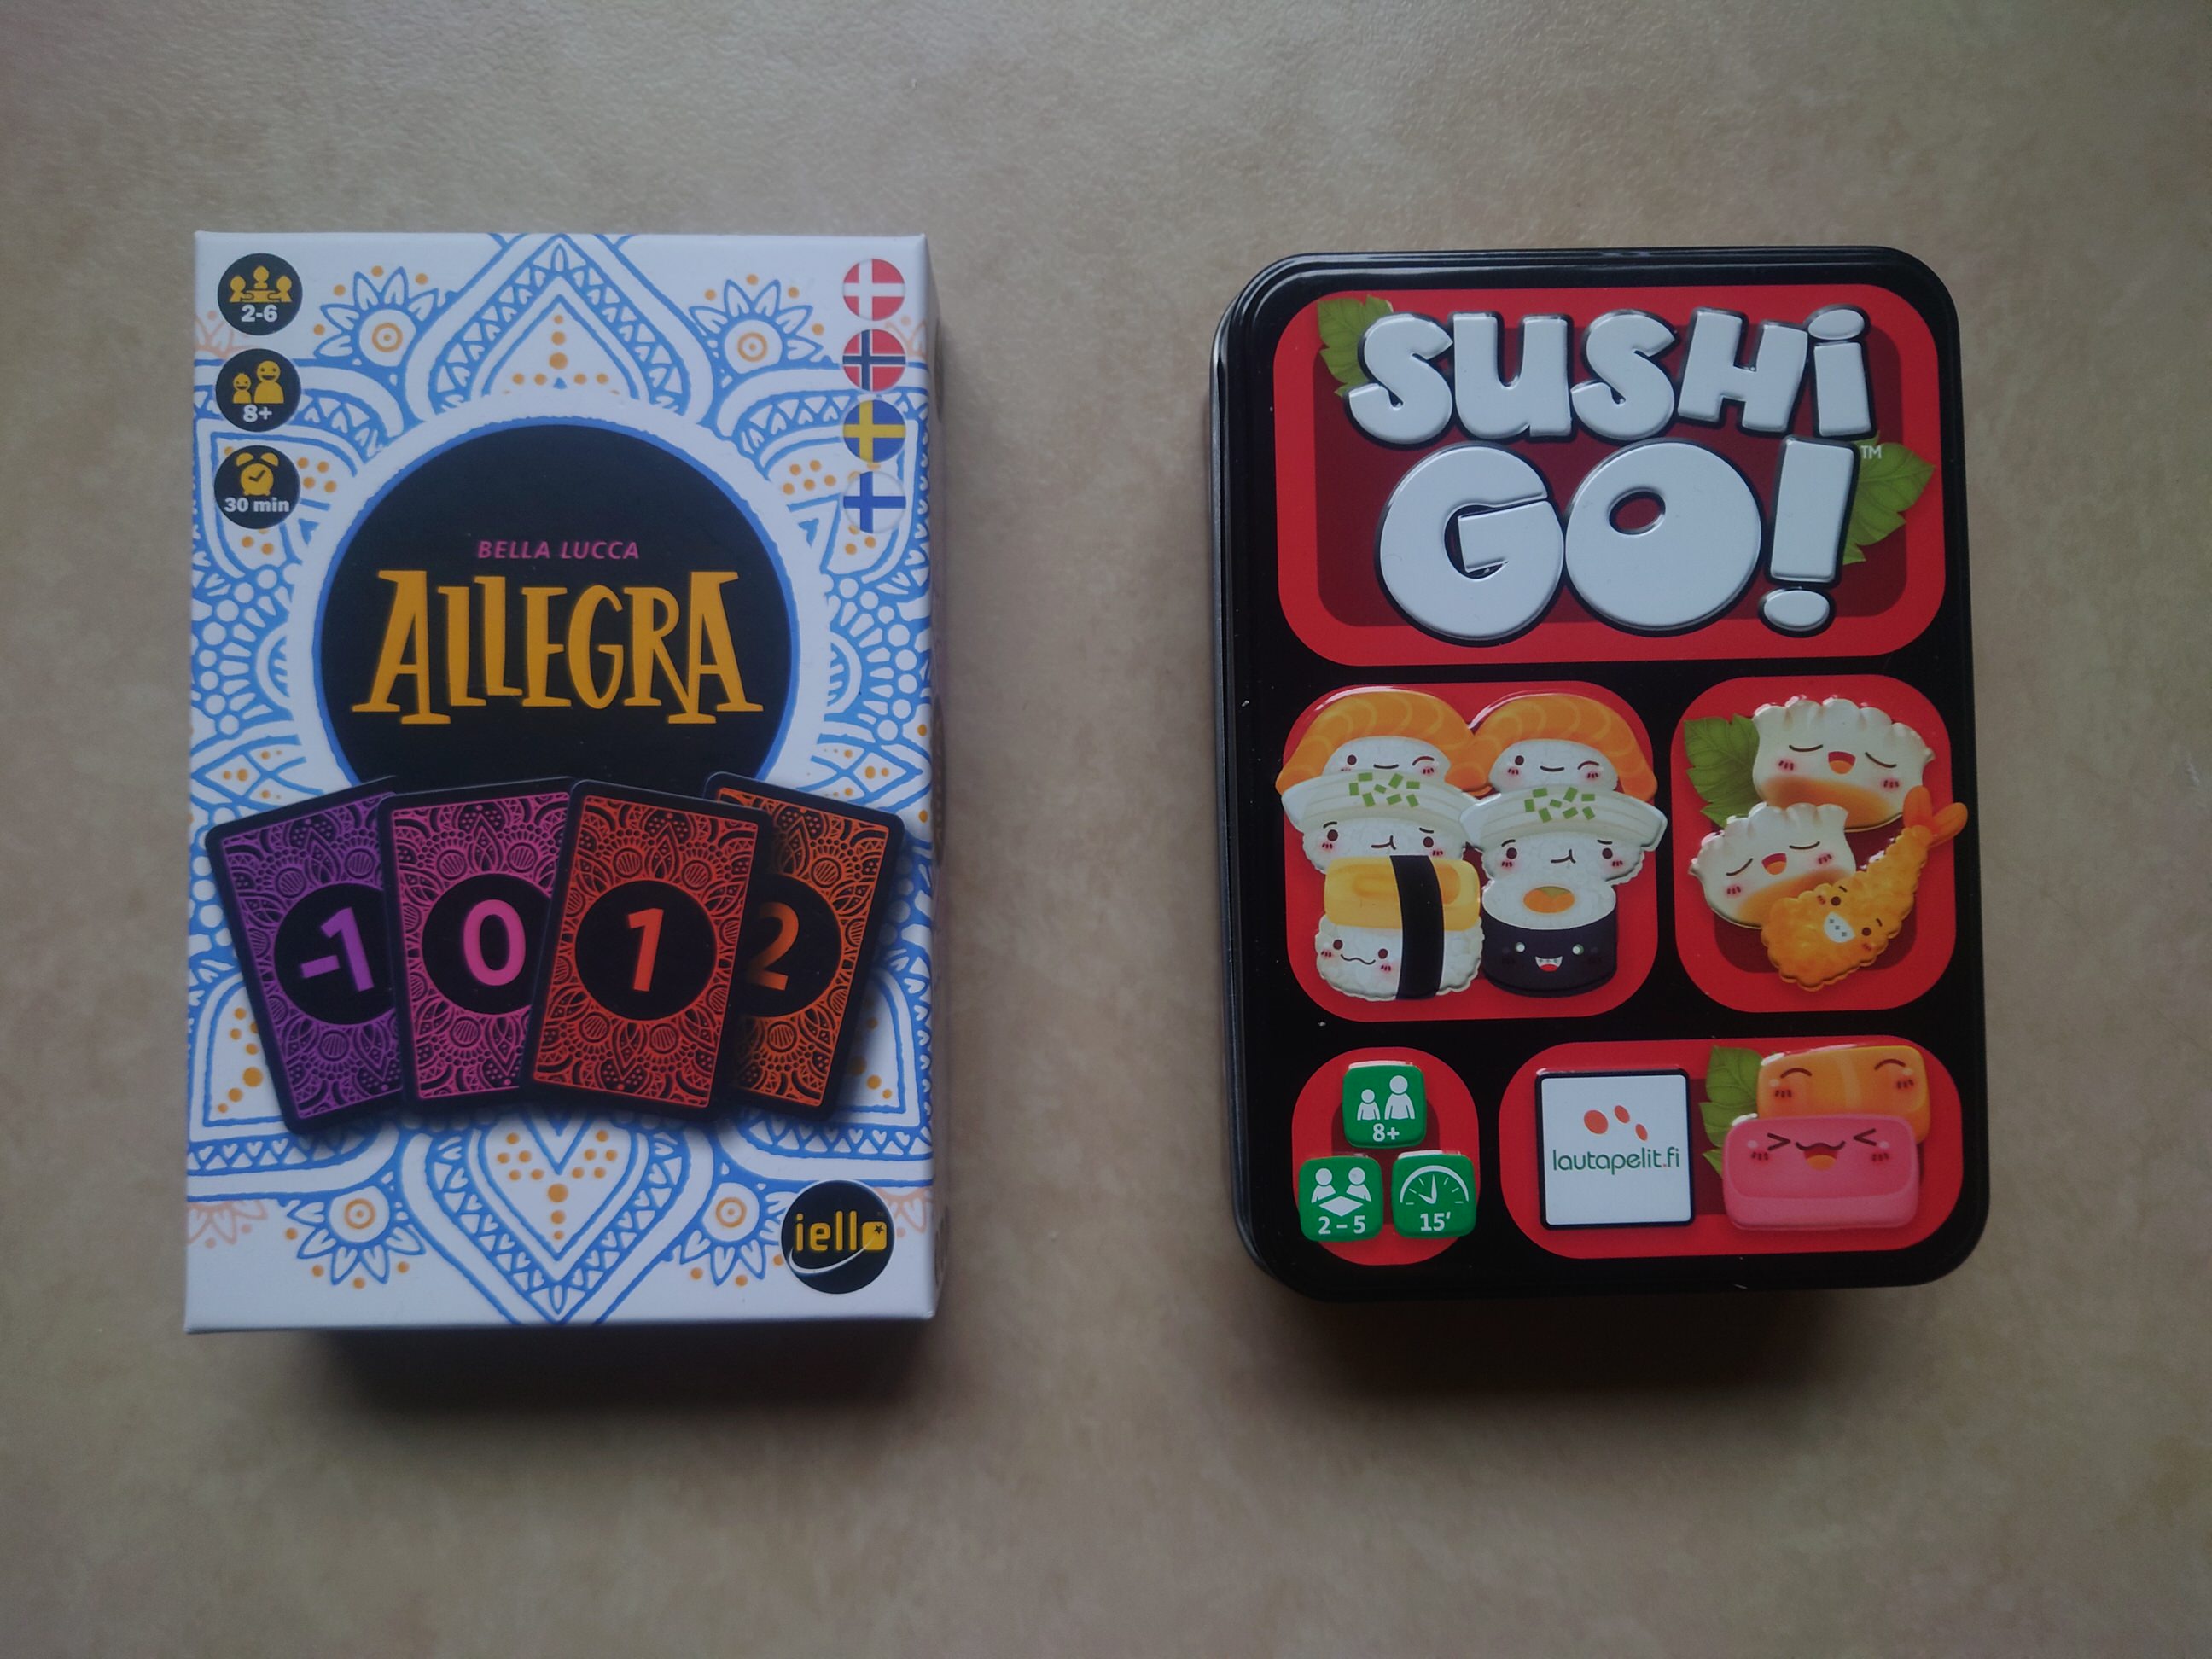 2-6
8+
30 min
BELLA LUCCA
ALLEGRA
-1
0
1
2
iello
SUSHi
GO!
TM
8+
2-5
15'
lautapelit.fi